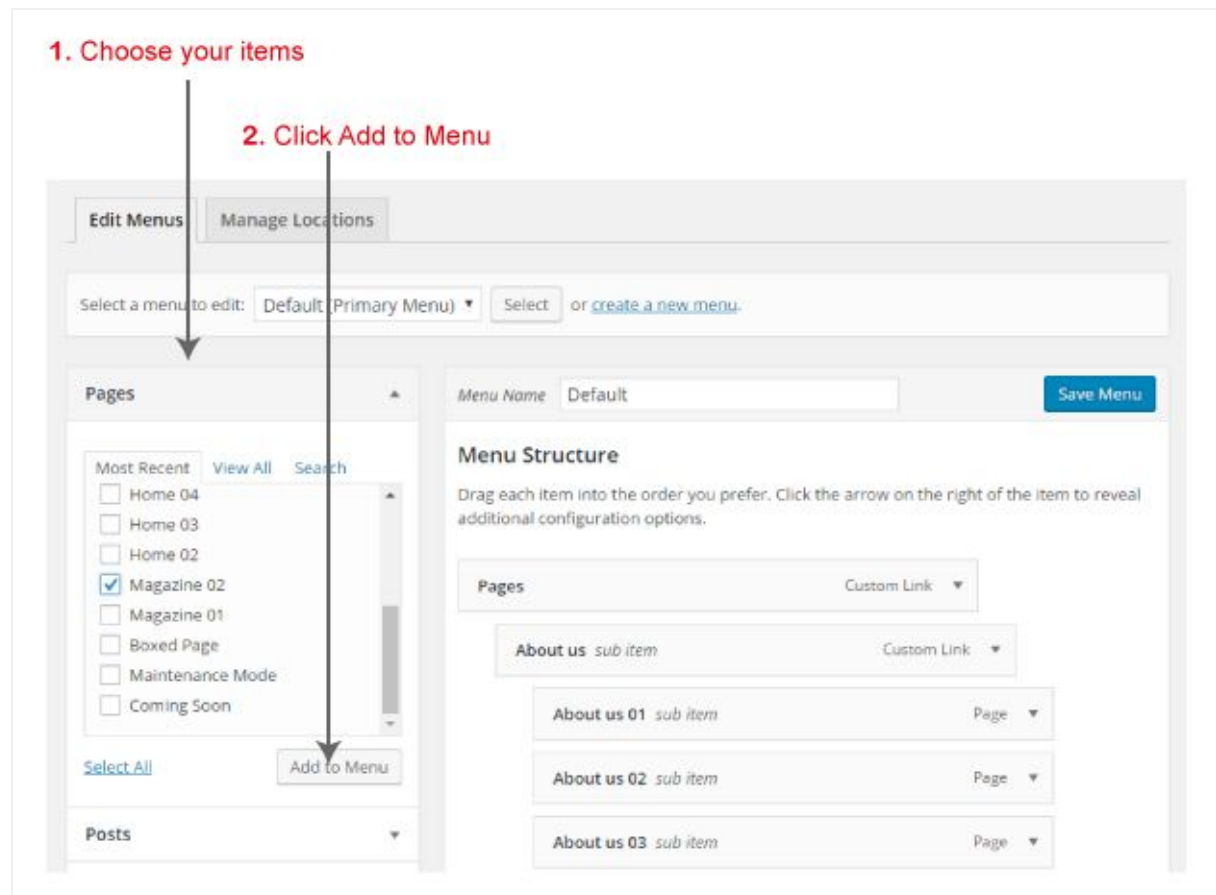 1. Choose your items
2. Click Add to Menu
Edit Menus
Manage Locations
Select a menu to edit: Default (Primary Menu) Select or create a new menu.
Pages
Most Recent View All Search
Home 04
Home 03
Home 02
Magazine 02
Magazine 01
Boxed Page
Maintenance Mode
Coming Soon
Select All
Add to Menu
Posts
Menu Name Default
Save Menu
Menu Structure
Drag each item into the order you prefer. Click the arrow on the right of the item to reveal
additional configuration options.
Pages Custom Link
About us sub item Custom Link
About us 01 sub item Page
About us 02 sub item Page
About us 03 sub item Page